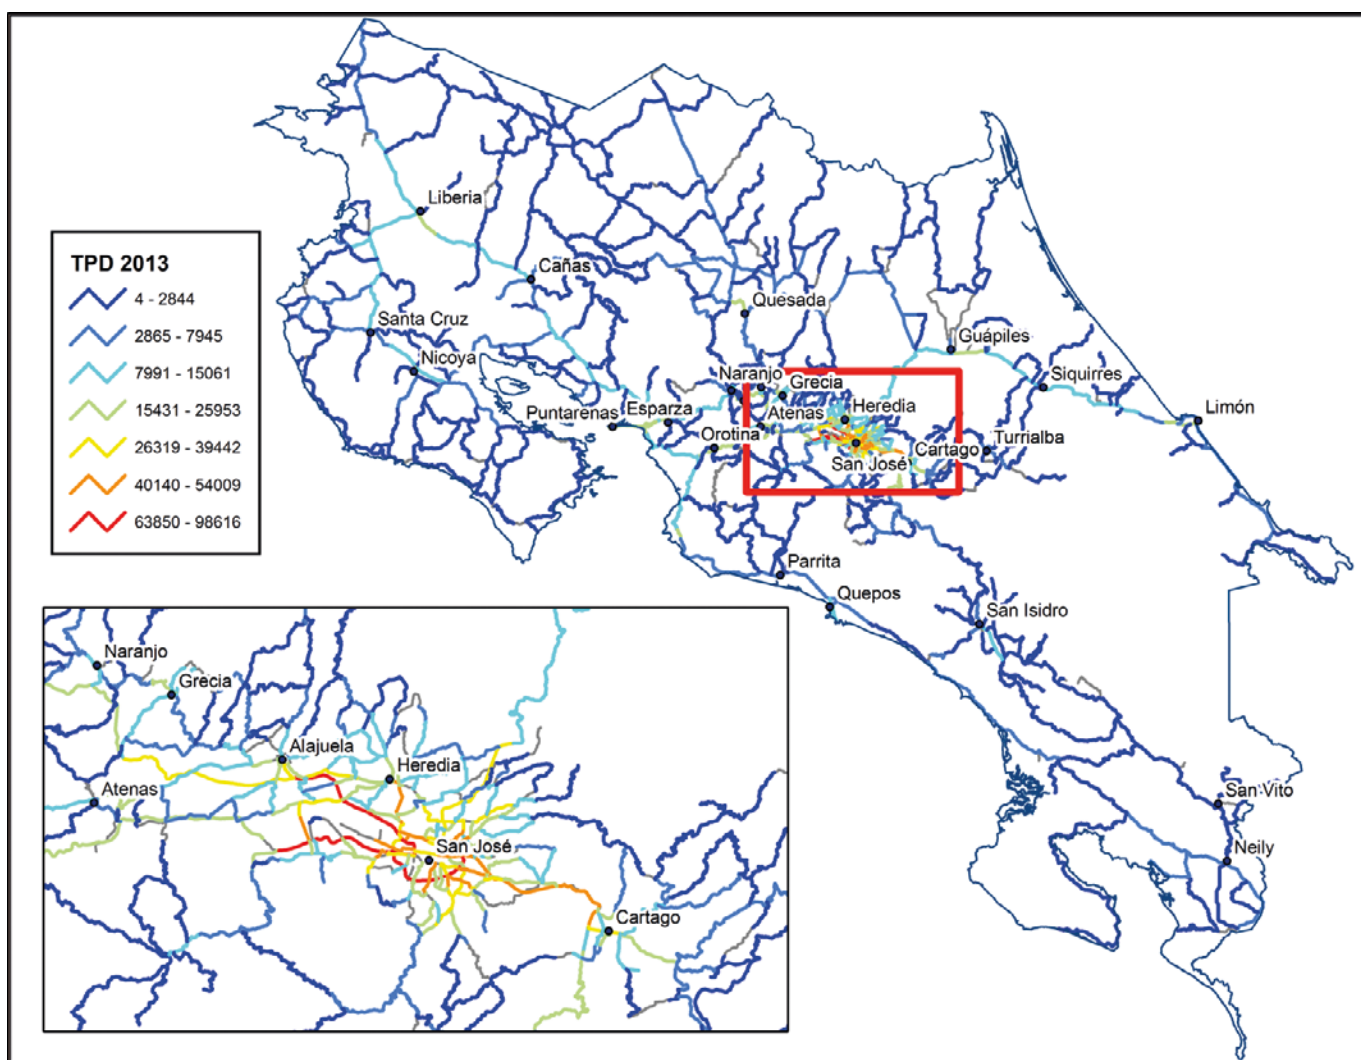 Liberia
TPD 2013
4 - 2844
2865 - 7945
7991 - 15061
15431 - 25953
26319 - 39442
40140 - 54009
63850 - 98616
Cañas
Quesada
Santa Cruz
Guápiles
Nicoya
Naranjo
Grecia
Siquirres
Puntarenas
Esparza
Atenas
Heredia
Limón
Orotina
Cartago
Turrialba
San José
Parrita
Quepos
San Isidro
San Vito
Neily
Naranjo
Grecia
Alajuela
Heredia
Atenas
San José
Cartago